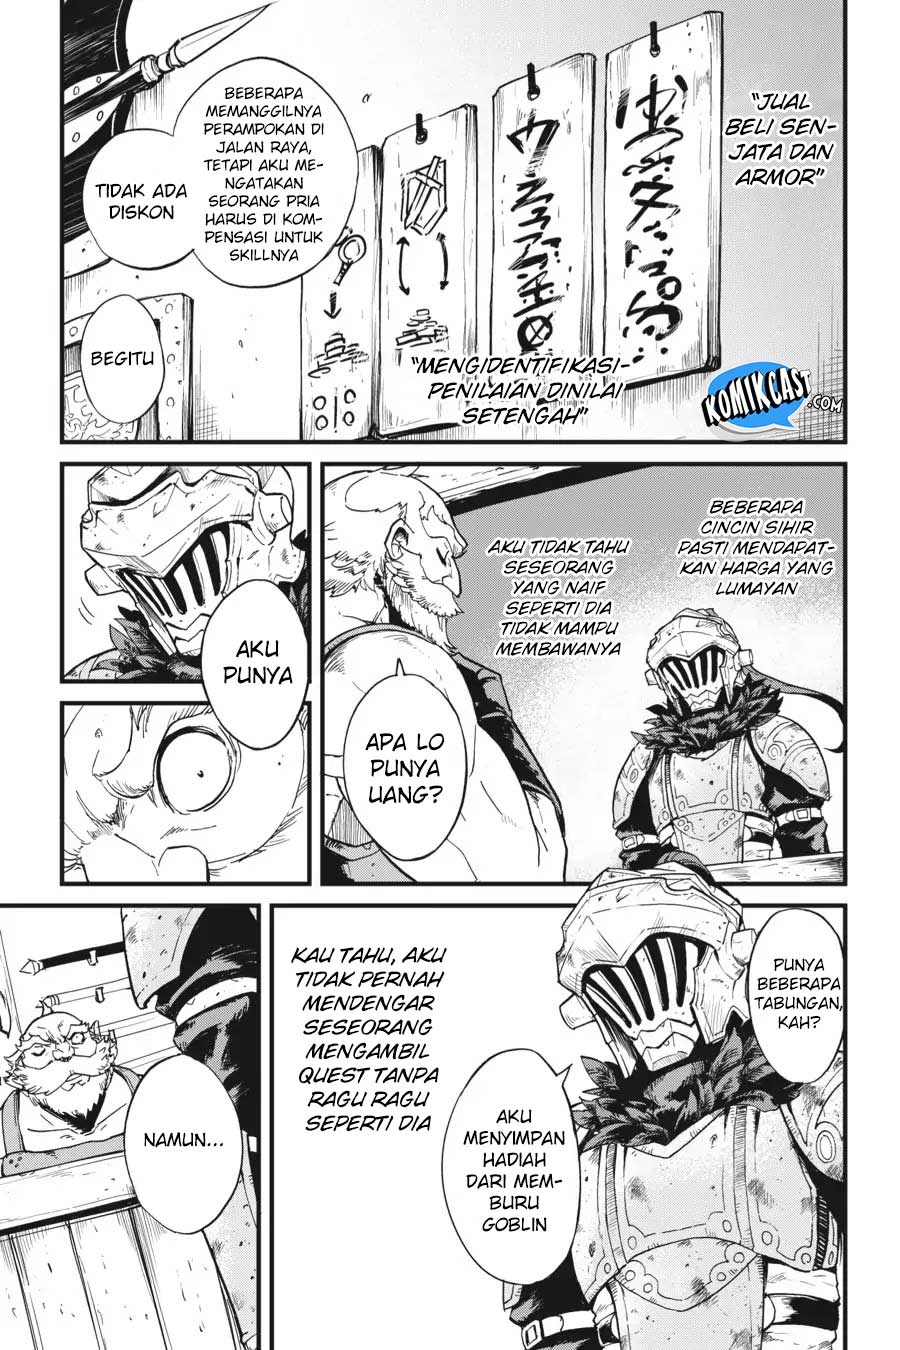 "JUAL
BELI SEN-
JATA DAN
ARMOR"
BEBERAPA
MEMANGGILNYA
PERAMPOKAN DI
JALAN RAYA,
TETAPI AKU ME-
NGATAKAN
SEORANG PRIA
HARUS DI KOM-
PENSASI UNTUK
SKILLNYA
TIDAK ADA
DISKON
BEGITU
"MENGIDENTIFIKASI-
PENILAIAN DINILAI
SETENGAH"
KOMIKCAST
.COM
BEBERAPA
CINCIN SIHIR
PASTI MENDAPAT-
KAN HARGA YANG
LUMAYAN
AKU TIDAK TAHU
SESEORANG
YANG NAIF
SEPERTI DIA
TIDAK MAMPU
MEMBAWANYA
APA LO
PUNYA
UANG?
AKU
PUNYA
PUNYA
BEBERAPA
TABUNGAN,
KAH?
AKU
MENYIMPAN
HADIAH
DARI MEM-
BURU
GOBLIN
KAU TAHU, AKU
TIDAK PERNAH
MENDENGAR
SESEORANG
MENGAMBIL
QUEST TANPA
RAGU RAGU
SEPERTI DIA
NAMUN...